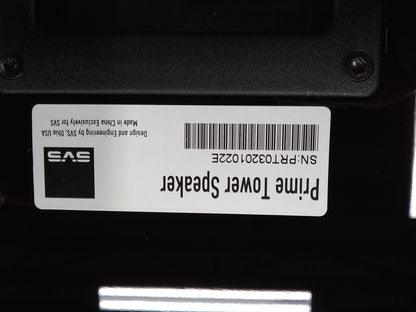 Prime Tower Speaker
SN:PRT03201022E
SVS
Design and Engineering by SVS, Ohio USA
Made in China Exclusively for SVS